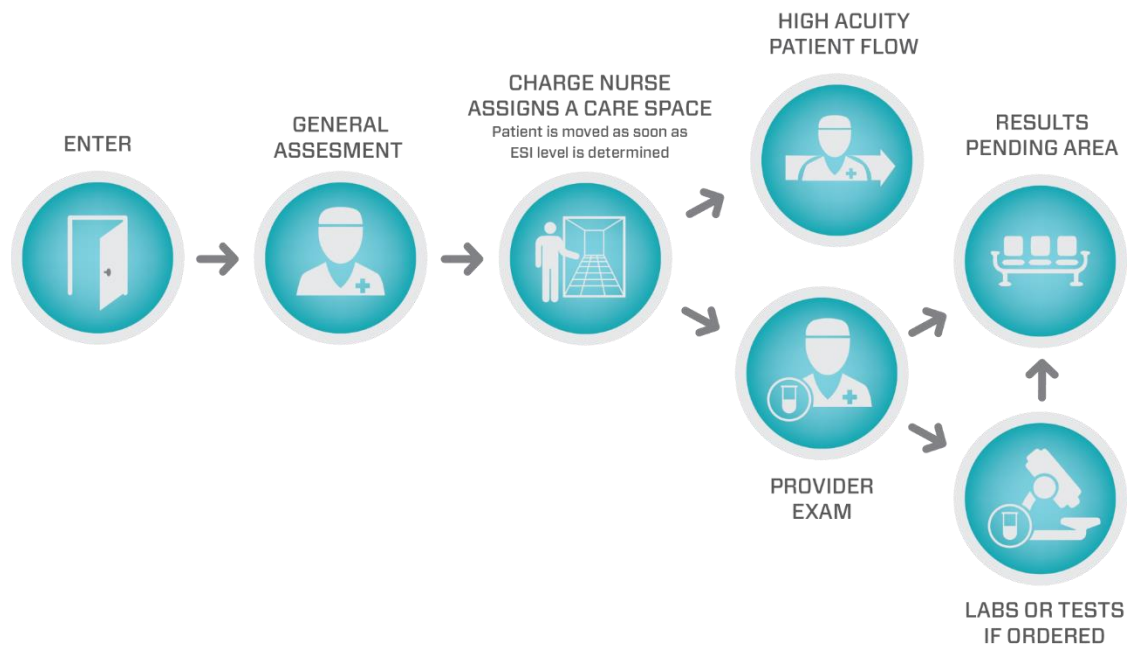 ENTER
GENERAL
ASSESMENT
CHARGE NURSE
ASSIGNS A CARE SPACE
Patient is moved as soon as
ESI level is determined
HIGH ACUITY
PATIENT FLOW
PROVIDER
EXAM
RESULTS
PENDING AREA
LABS OR TESTS
IF ORDERED